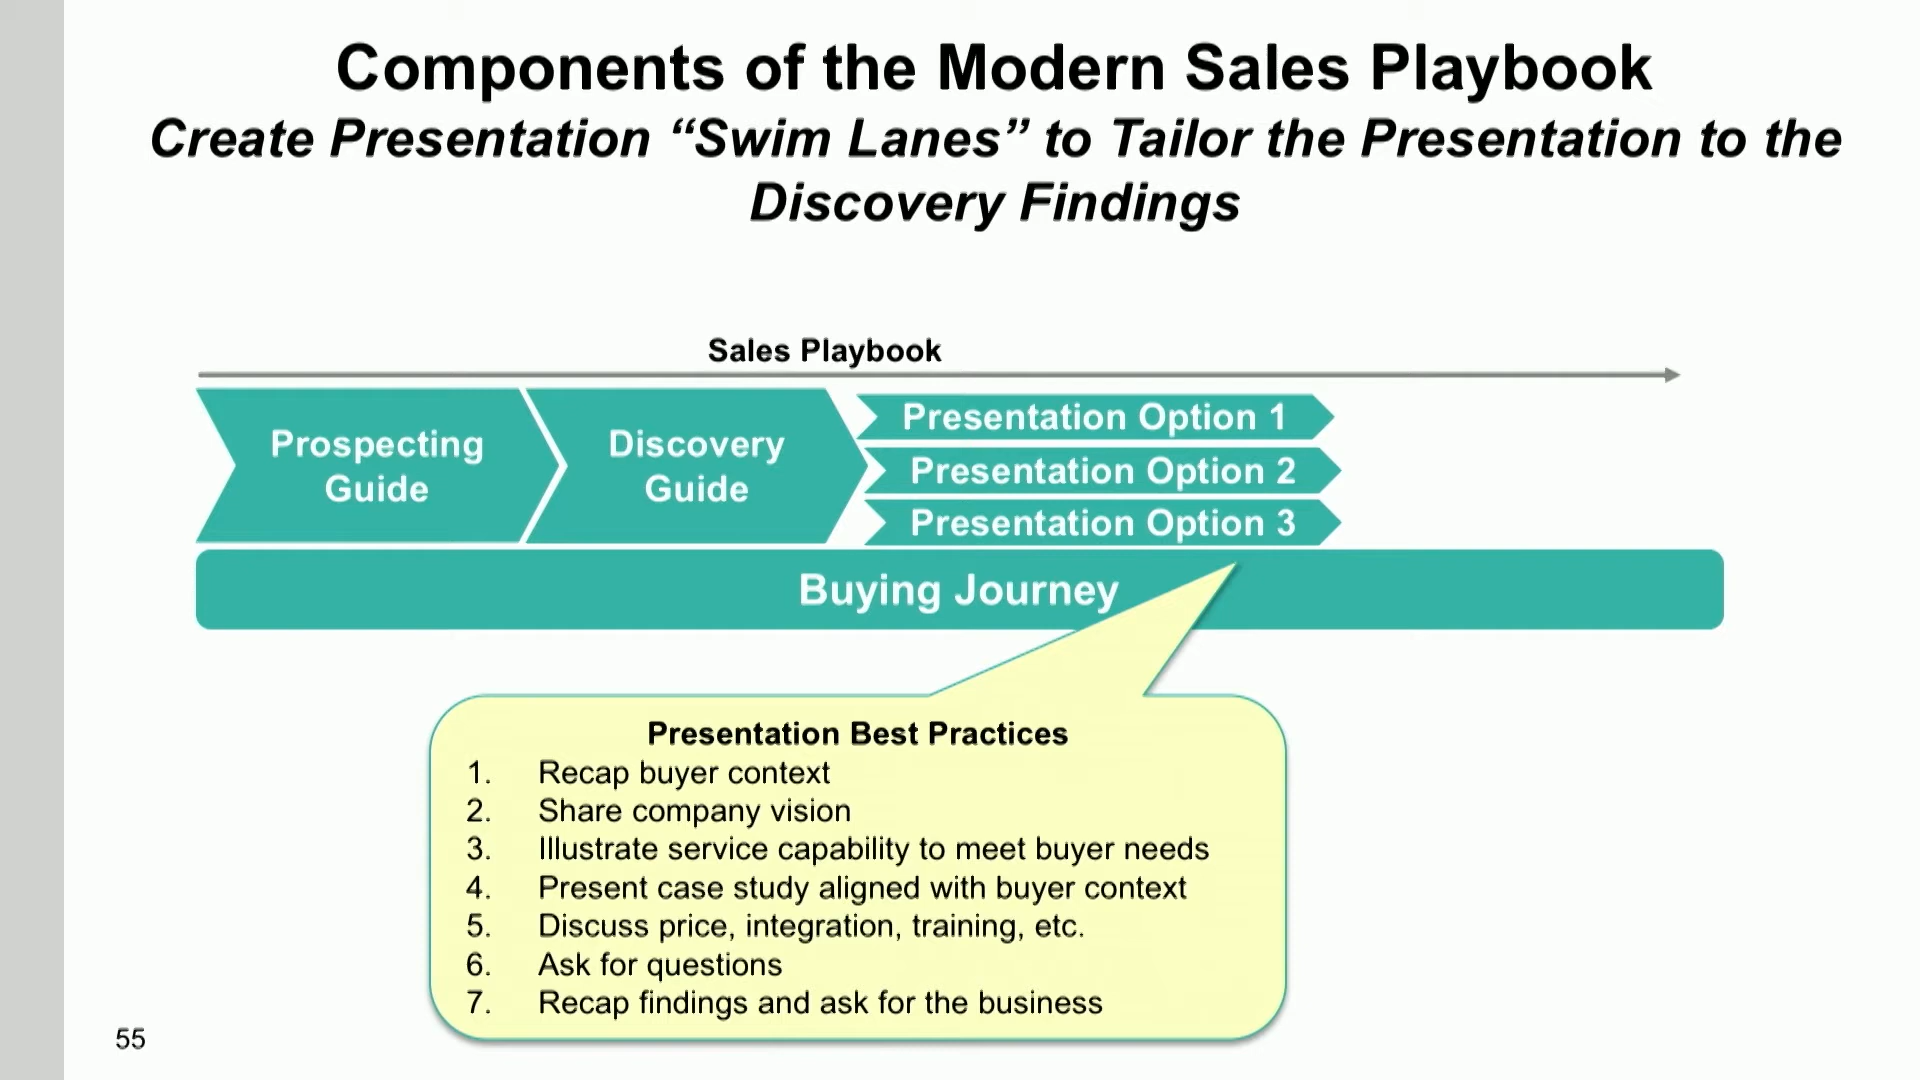 Components of the Modern Sales Playbook
Create Presentation “Swim Lanes” to Tailor the Presentation to the
Discovery Findings
Sales Playbook
Prospecting
Guide
Discovery
Guide
Presentation Option 1
Presentation Option 2
Presentation Option 3
Buying Journey
Presentation Best Practices
1. Recap buyer context
2. Share company vision
3. Illustrate service capability to meet buyer needs
4. Present case study aligned with buyer context
5. Discuss price, integration, training, etc.
6. Ask for questions
7. Recap findings and ask for the business
55